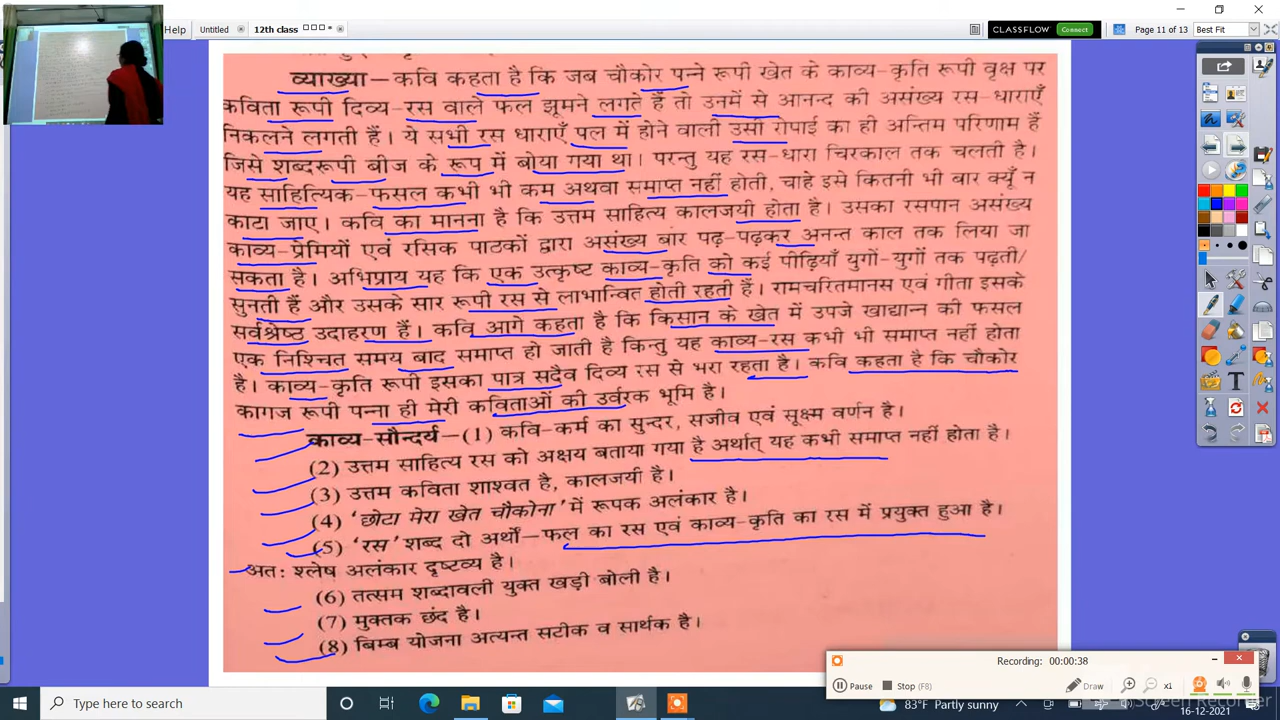 Help
Untitled
12th class
CLASSFLOW
Connect
Page 11 of 13
Best Fit
व्याख्या—कवि कहता है कि जब चौकोर पन्ने रूपी खेत के काव्य-कृति रूपी वृक्ष पर
कविता रूपी दिव्य-रस वाले फल झूमने लगते हैं तो उनमें से आनन्द की असंख्य रस-धाराएँ
निकलने लगती हैं। ये सभी रस धाराएँ पल में होने वाली उसी रोपाई का ही अन्तिम परिणाम हैं
जिसे शब्दरूपी बीज के रूप में बोया गया था। परन्तु यह रस-धारा चिरकाल तक चलती है।
यह साहित्यिक-फसल कभी भी कम अथवा समाप्त नहीं होती, चाहे इसे कितनी भी बार क्यूँ न
काटा जाए। कवि का मानना है कि उत्तम साहित्य कालजयी होता है। उसका रसपान असंख्य
काव्य-प्रेमियों एवं रसिक पाठकों द्वारा असंख्य बार पढ़-पढ़कर अनन्त काल तक लिया जा
सकता है। अभिप्राय यह कि एक उत्कृष्ट काव्य-कृति को कई पीढ़ियाँ युगों-युगों तक पढ़ती/
सुनती हैं और उसके सार रूपी रस से लाभान्वित होती रहती हैं। रामचरितमानस एवं गीता इसके
सर्वश्रेष्ठ उदाहरण हैं। कवि आगे कहता है कि किसान के खेत में उपजे खाद्यान्न की फसल
एक निश्चित समय बाद समाप्त हो जाती है किन्तु यह काव्य-रस कभी भी समाप्त नहीं होता
है। काव्य-कृति रूपी इसका पात्र सदैव दिव्य रस से भरा रहता है। कवि कहता है कि चौकोर
कागज रूपी पन्ना ही मेरी कविताओं की उर्वरक भूमि है।
काव्य-सौन्दर्य—(1) कवि-कर्म का सुन्दर, सजीव एवं सूक्ष्म वर्णन है।
(2) उत्तम साहित्य रस को अक्षय बताया गया है अर्थात् यह कभी समाप्त नहीं होता है।
(3) उत्तम कविता शाश्वत है, कालजयी है।
(4) ‘छोटा मेरा खेत चौकोना’ में रूपक अलंकार है।
(5) ‘रस’ शब्द दो अर्थों—फल का रस एवं काव्य-कृति का रस में प्रयुक्त हुआ है।
अतः श्लेष अलंकार दृष्टव्य है।
(6) तत्सम शब्दावली युक्त खड़ी बोली है।
(7) मुक्तक छंद है।
(8) बिम्ब योजना अत्यन्त सटीक व सार्थक है।
Recording: 00:00:38
Pause
Stop (F8)
Draw
x1
Type here to search
83°F Partly sunny
16-12-2021